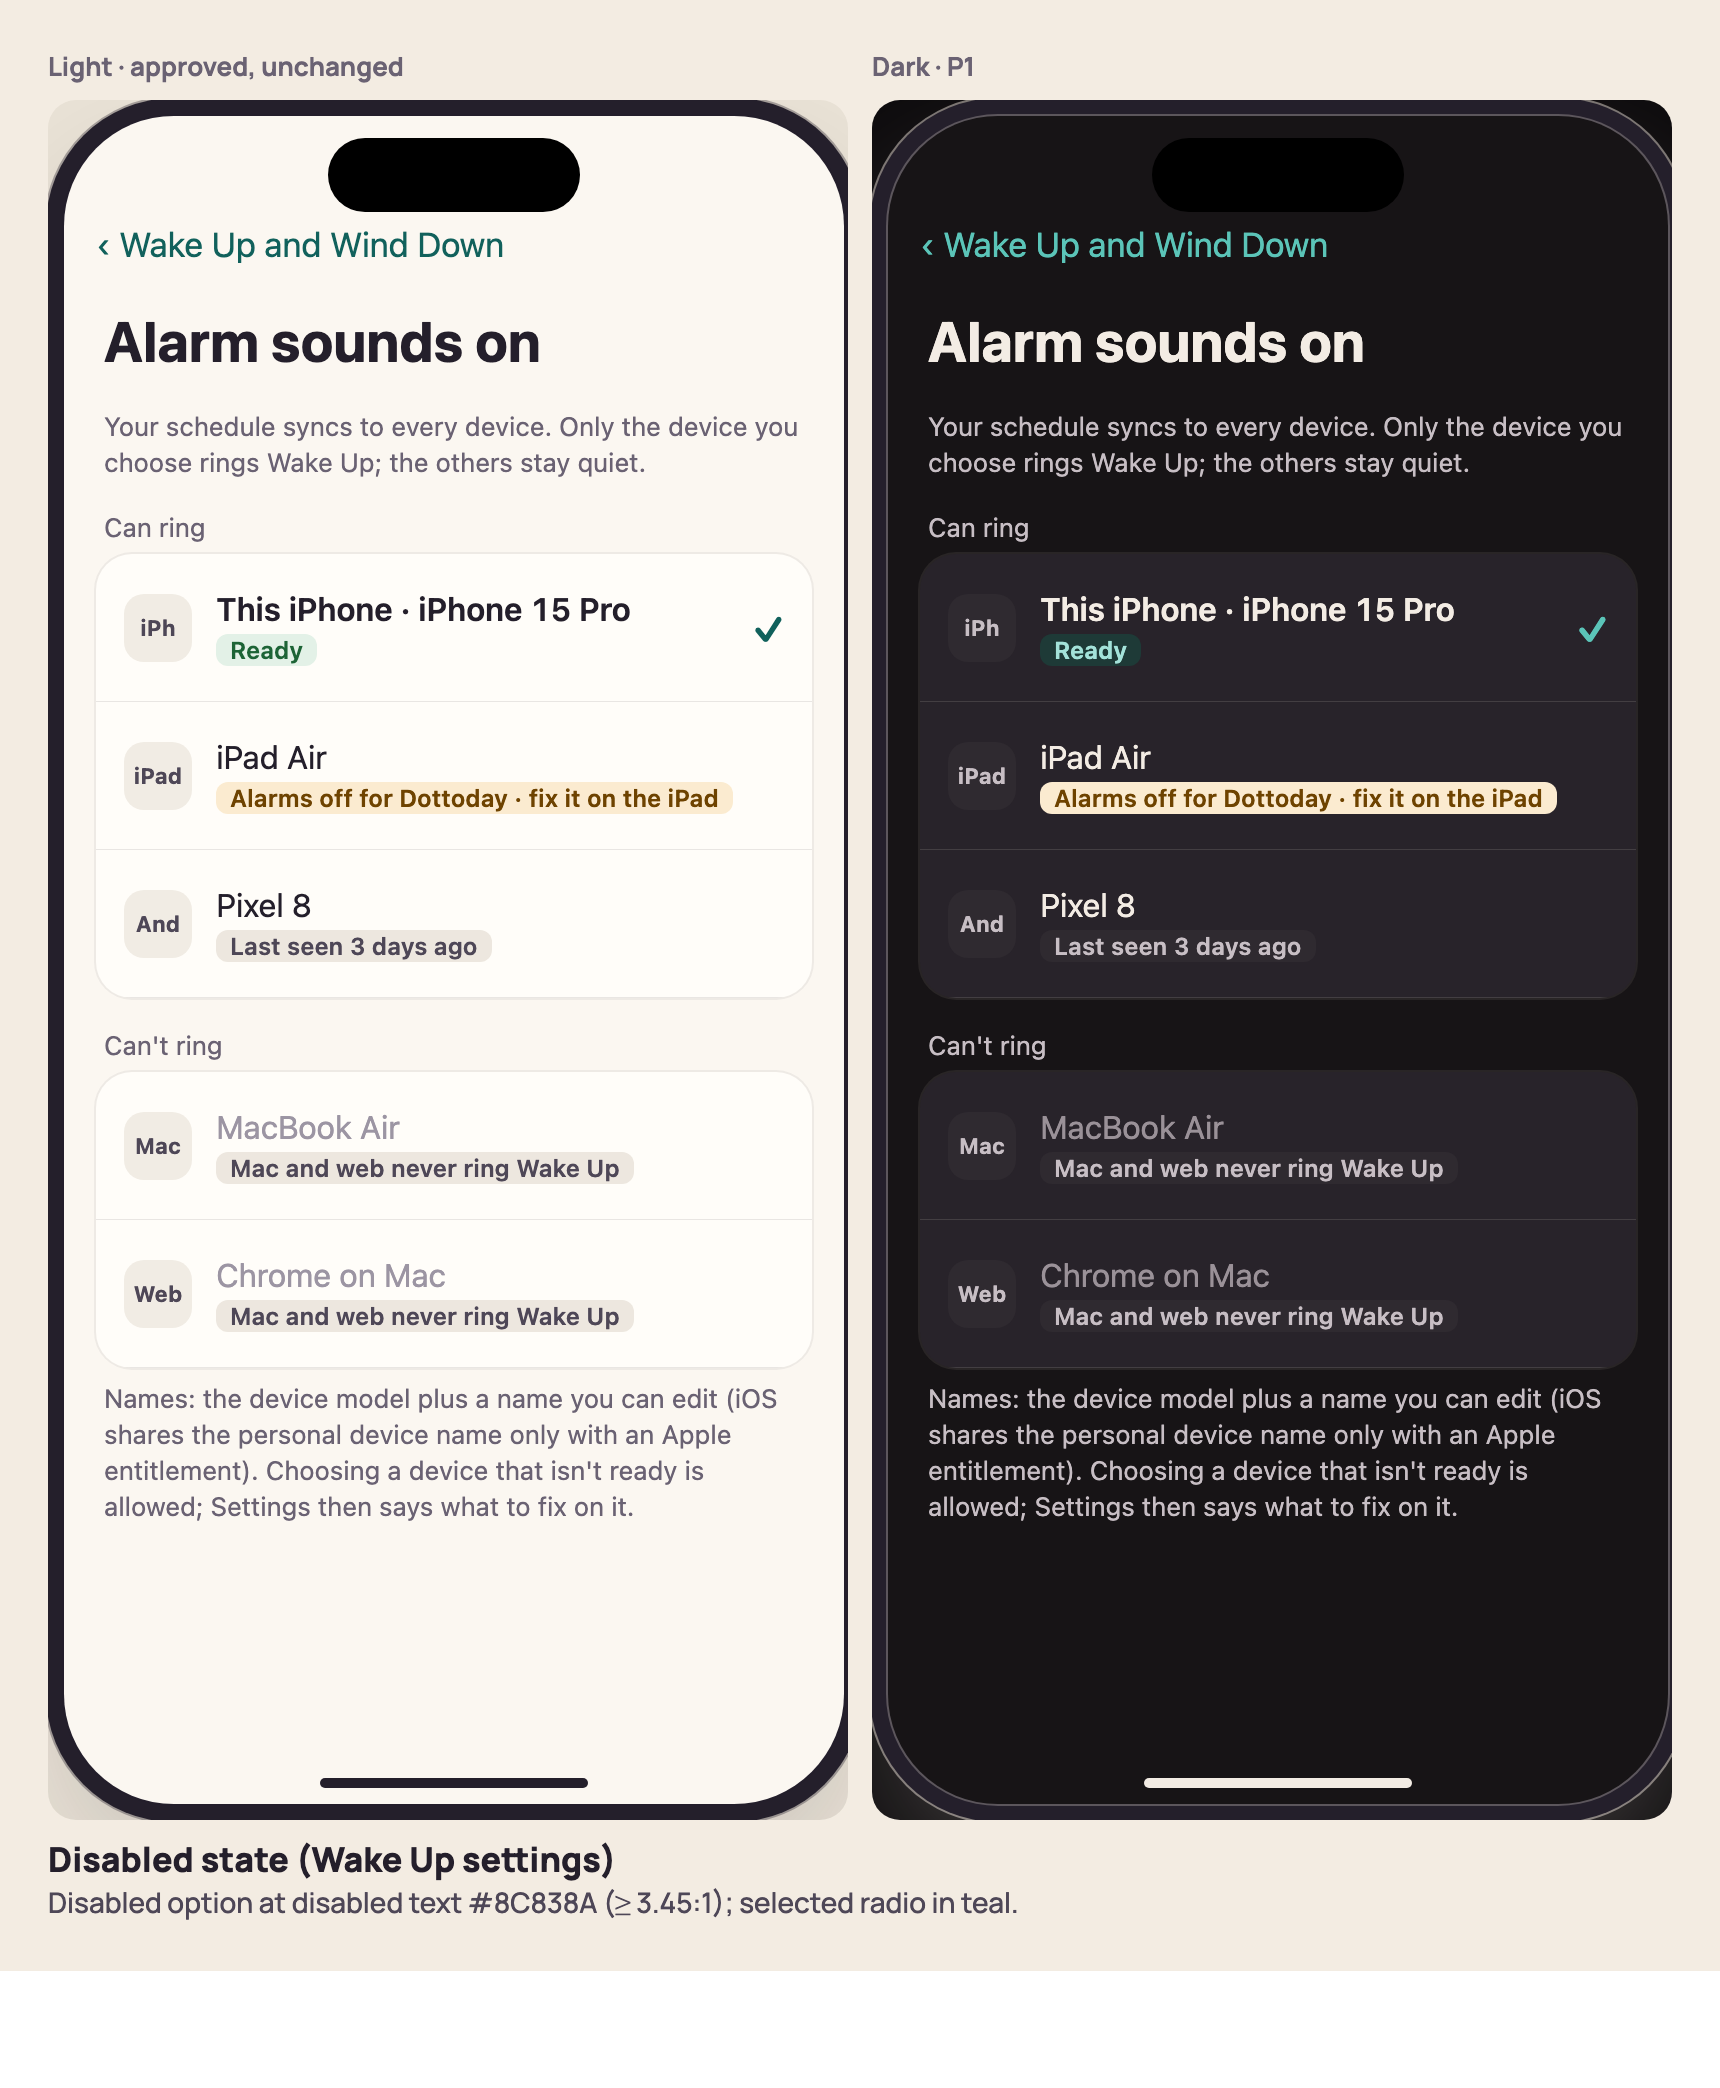 Light · approved, unchanged
‹ Wake Up and Wind Down
Alarm sounds on
Your schedule syncs to every device. Only the device you
choose rings Wake Up; the others stay quiet.
Can ring
iPh
This iPhone · iPhone 15 Pro
Ready
iPad
iPad Air
Alarms off for Dottoday · fix it on the iPad
And
Pixel 8
Last seen 3 days ago
Can't ring
Mac
MacBook Air
Mac and web never ring Wake Up
Web
Chrome on Mac
Mac and web never ring Wake Up
Names: the device model plus a name you can edit (iOS
shares the personal device name only with an Apple
entitlement). Choosing a device that isn't ready is
allowed; Settings then says what to fix on it.
Dark · P1
‹ Wake Up and Wind Down
Alarm sounds on
Your schedule syncs to every device. Only the device you
choose rings Wake Up; the others stay quiet.
Can ring
iPh
This iPhone · iPhone 15 Pro
Ready
iPad
iPad Air
Alarms off for Dottoday · fix it on the iPad
And
Pixel 8
Last seen 3 days ago
Can't ring
Mac
MacBook Air
Mac and web never ring Wake Up
Web
Chrome on Mac
Mac and web never ring Wake Up
Names: the device model plus a name you can edit (iOS
shares the personal device name only with an Apple
entitlement). Choosing a device that isn't ready is
allowed; Settings then says what to fix on it.
Disabled state (Wake Up settings)
Disabled option at disabled text #8C838A (≥ 3.45:1); selected radio in teal.